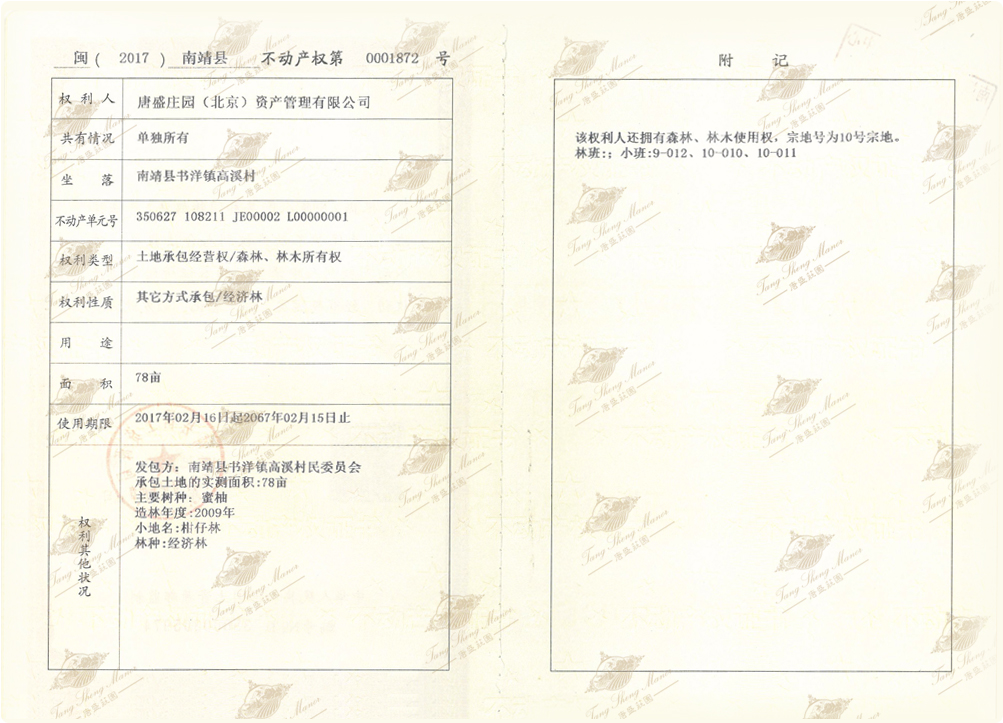 闽 ( 2017 ) 南靖县 不动产权第 0001872 号
权利人 唐盛庄园（北京）资产管理有限公司
共有情况 单独所有
坐落 南靖县书洋镇高溪村
不动产单元号 350627 108211 JE00002 L00000001
权利类型 土地承包经营权/森林、林木所有权
权利性质 其它方式承包/经济林
用途
面积 78亩
使用期限 2017年02月16日起2067年02月15日止
权利其他状况
发包方：南靖县书洋镇高溪村民委员会
承包土地的实测面积:78亩
主要树种：蜜柚
造林年度:2009年
小地名:柑仔林
林种:经济林
附记
该权利人还拥有森林、林木使用权，宗地号为10号宗地。
林班:；小班:9-012、10-010、10-011
Tang Sheng Manor
唐盛莊園